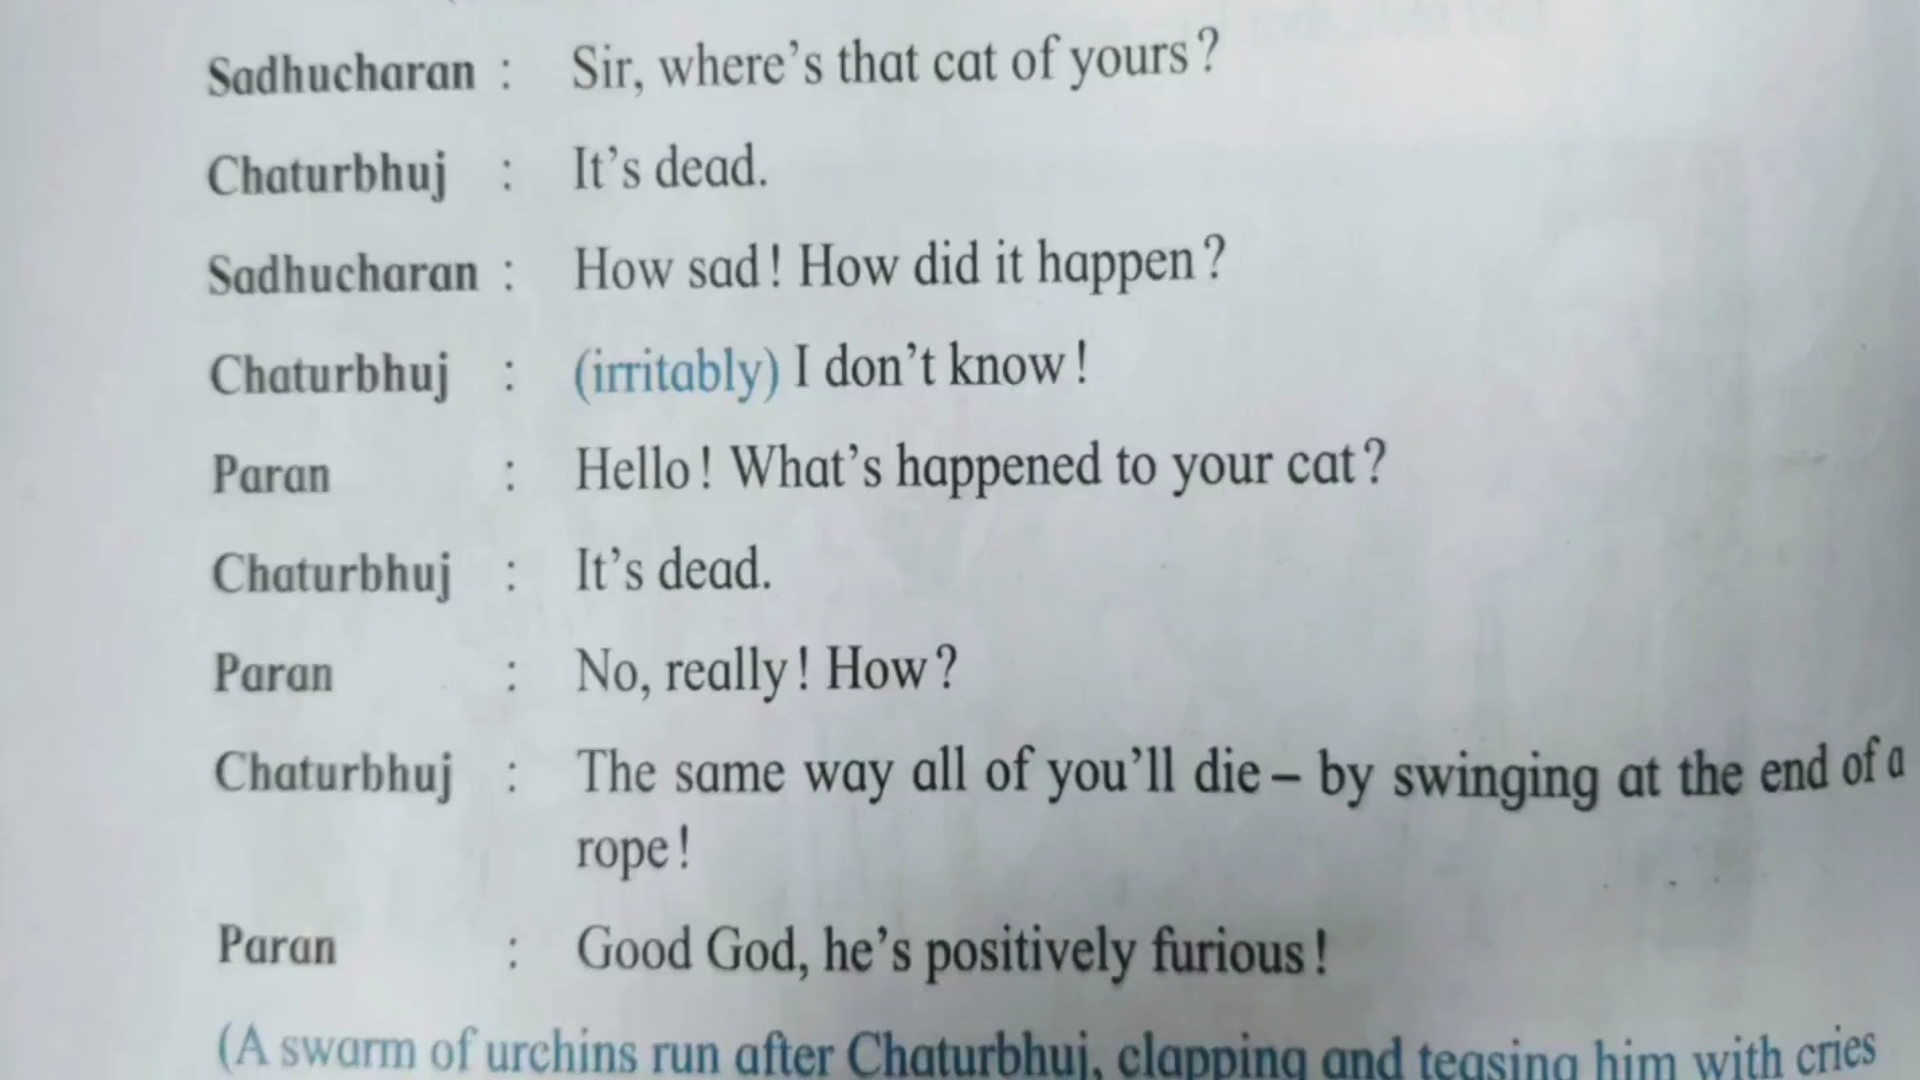 Sadhucharan : Sir, where's that cat of yours?
Chaturbhuj : It's dead.
Sadhucharan : How sad! How did it happen?
Chaturbhuj : (irritably) I don't know!
Paran : Hello! What's happened to your cat?
Chaturbhuj : It's dead.
Paran : No, really! How?
Chaturbhuj : The same way all of you'll die – by swinging at the end of a
rope!
Paran : Good God, he's positively furious!
(A swarm of urchins run after Chaturbhuj, clapping and teasing him with cries